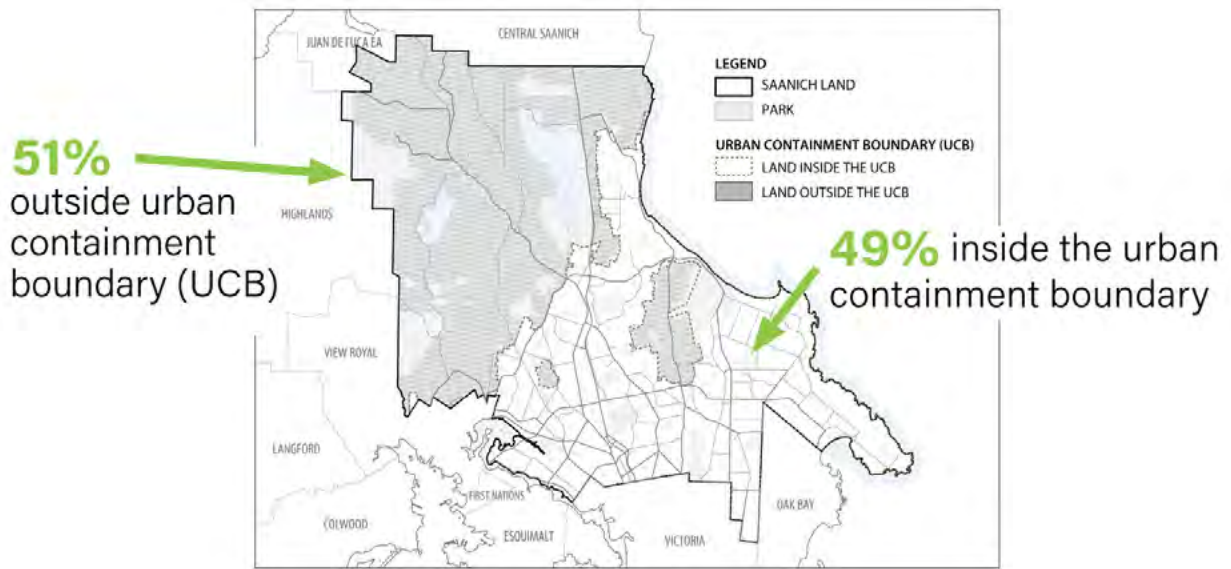 CENTRAL SAANICH
JUAN DE FUCA EA
LEGEND
SAANICH LAND
PARK
URBAN CONTAINMENT BOUNDARY (UCB)
LAND INSIDE THE UCB
LAND OUTSIDE THE UCB
51%
outside urban
containment
boundary (UCB)
HIGHLANDS
49% inside the urban
containment boundary
VIEW ROYAL
LANGFORD
FIRST NATIONS
OAK BAY
COLWOOD
ESQUIMALT
VICTORIA